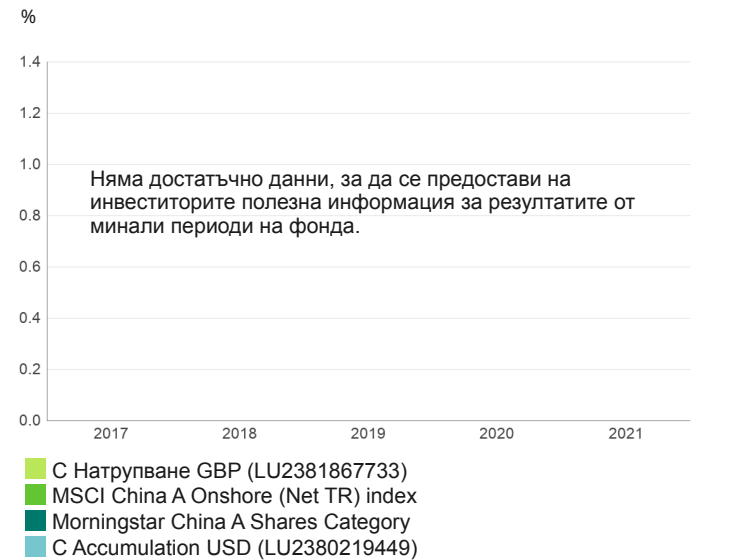 %
1.4
1.2
1.0
Няма достатъчно данни, за да се предостави на
инвеститорите полезна информация за резултатите от
0.8
минали периоди на фонда.
0.6
0.4
0.2
0.0
2017 2018 2019 2020 2021
С Натрупване GBP (LU2381867733)
MSCI China A Onshore (Net TR) index
Morningstar China A Shares Category
C Accumulation USD (LU2380219449)